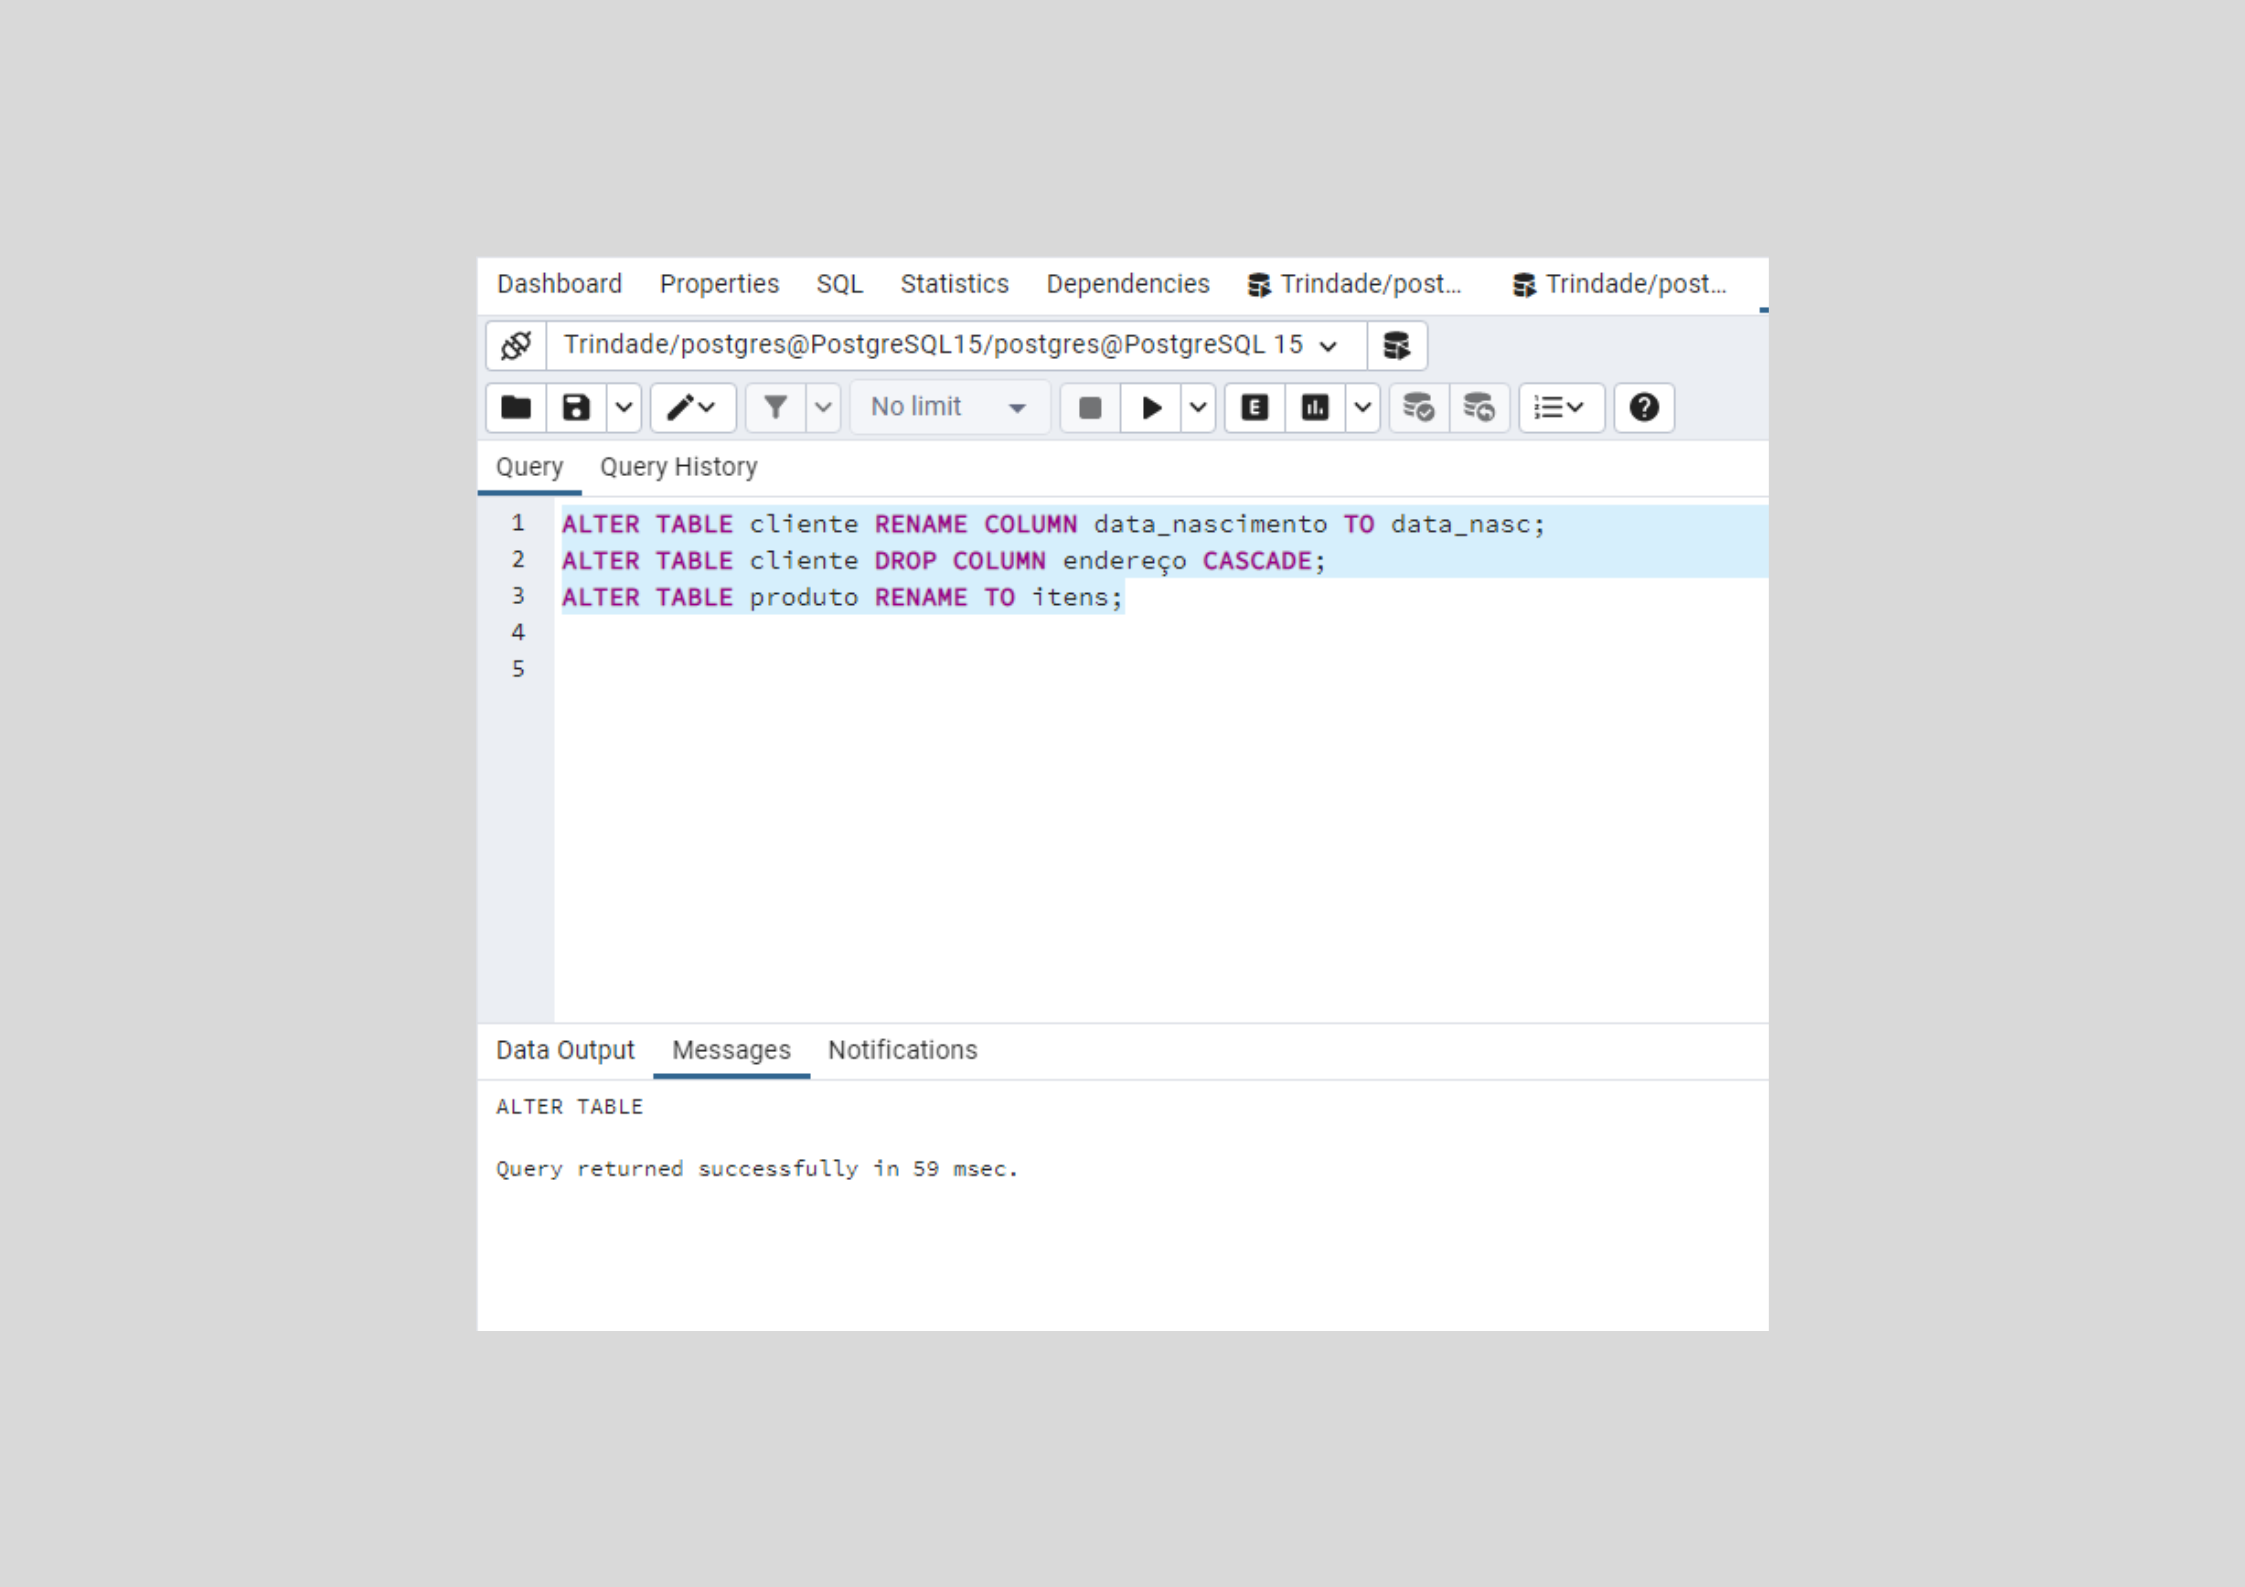 Dashboard Properties SQL Statistics Dependencies Trindade/post... Trindade/post...
Trindade/postgres@PostgreSQL15/postgres@PostgreSQL 15
No limit E
Query Query History
1 ALTER TABLE cliente RENAME COLUMN data_nascimento TO data_nasc;
2 ALTER TABLE cliente DROP COLUMN endereço CASCADE;
3 ALTER TABLE produto RENAME TO itens;
4
5
Data Output Messages Notifications
ALTER TABLE
Query returned successfully in 59 msec.